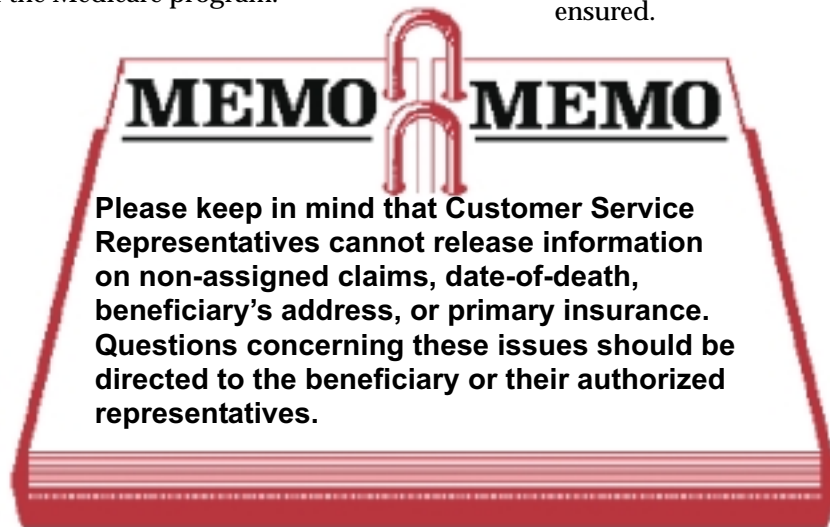 the Medicare program.
ensured.
MEMO MEMO
Please keep in mind that Customer Service
Representatives cannot release information
on non-assigned claims, date-of-death,
beneficiary's address, or primary insurance.
Questions concerning these issues should be
directed to the beneficiary or their authorized
representatives.